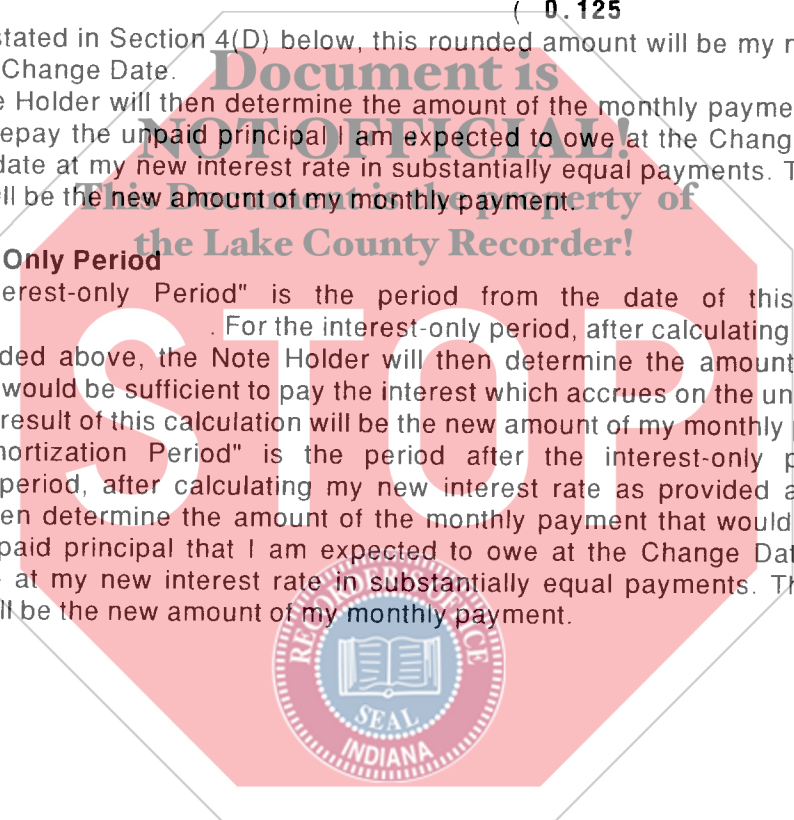 ( 0.125
stated in Section 4(D) below, this rounded amount will be my n
Change Date.
Document is
e Holder will then determine the amount of the monthly payme
NOT OFFICIAL!
epay the unpaid principal I am expected to owe at the Chang
date at my new interest rate in substantially equal payments. T
This Document is the property of
ll be the new amount of my monthly payment.
the Lake County Recorder!
Only Period
erest-only Period" is the period from the date of this
. For the interest-only period, after calculating
ded above, the Note Holder will then determine the amount
would be sufficient to pay the interest which accrues on the un
result of this calculation will be the new amount of my monthly
STOP
nortization Period" is the period after the interest-only p
period, after calculating my new interest rate as provided a
en determine the amount of the monthly payment that would
paid principal that I am expected to owe at the Change Dat
at my new interest rate in substantially equal payments. Th
ll be the new amount of my monthly payment.
RECORDER'S OFFICE
SEAL
INDIANA